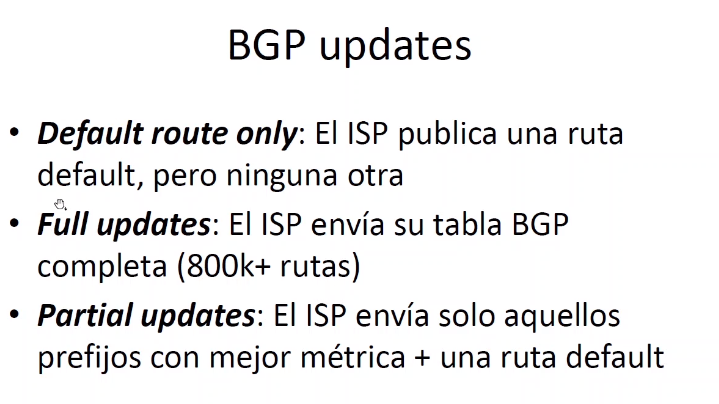 BGP updates
• Default route only: El ISP publica una ruta
default, pero ninguna otra
• Full updates: El ISP envía su tabla BGP
completa (800k+ rutas)
• Partial updates: El ISP envía solo aquellos
prefijos con mejor métrica + una ruta default